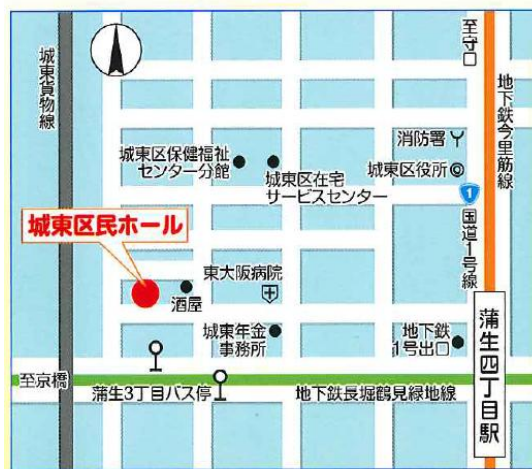 城東貨物線
至守口
地下鉄今里筋線
消防署
城東区役所
城東区保健福祉
センター分館
城東区在宅
サービスセンター
1
国道1号線
城東区民ホール
酒屋
東大阪病院
城東年金
事務所
地下鉄
1号出口
蒲生四丁目駅
至京橋
蒲生3丁目バス停
地下鉄長堀鶴見緑地線